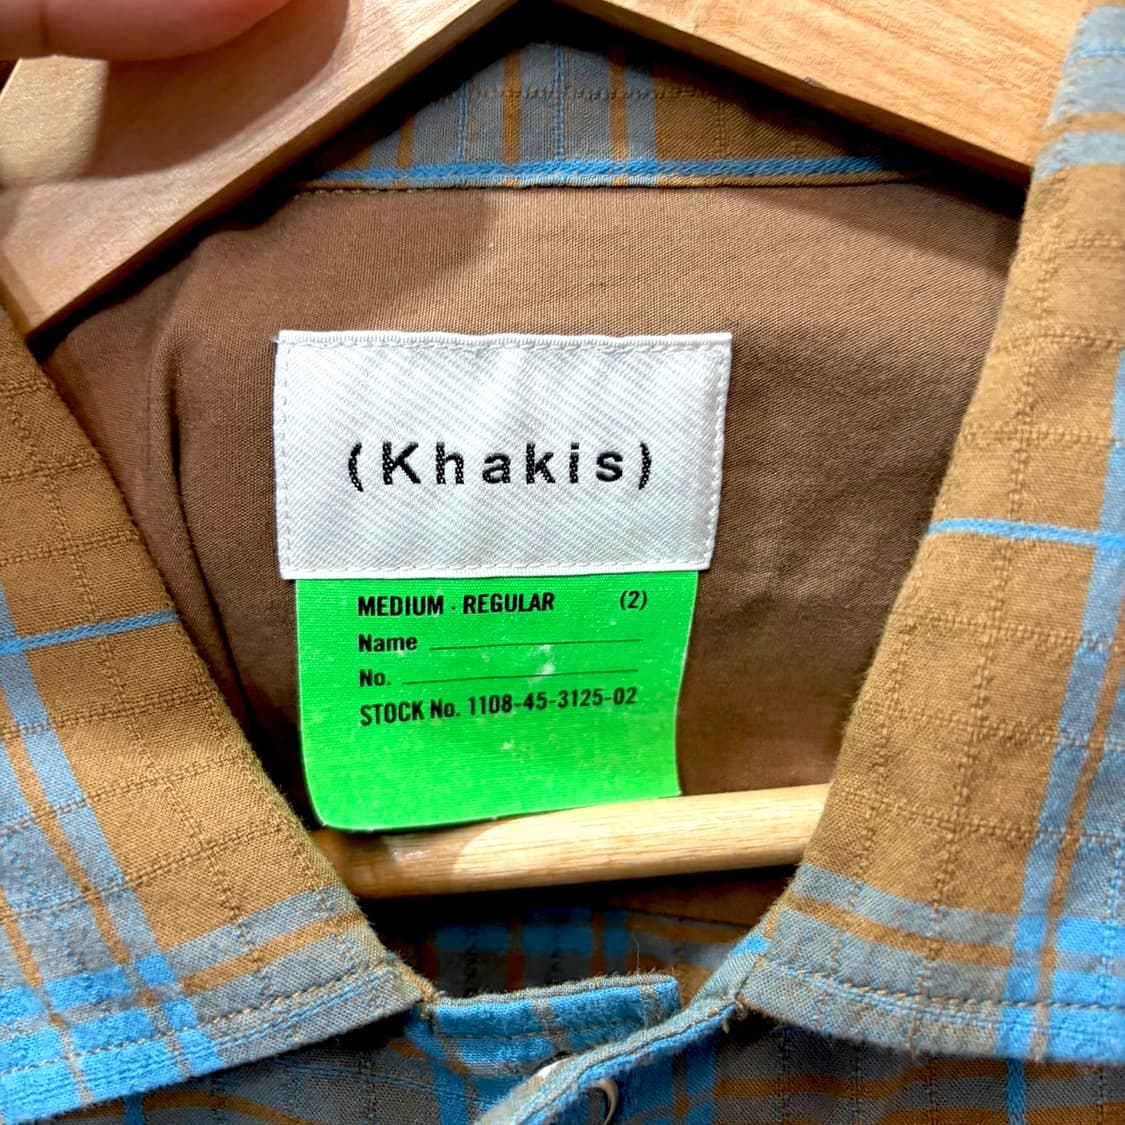 (Khakis)
MEDIUM · REGULAR (2)
Name
No.
STOCK No. 1108-45-3125-02